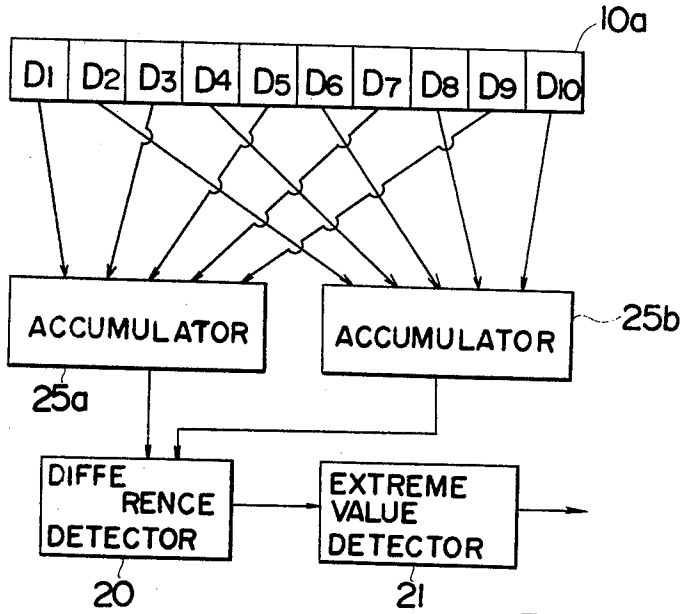 10a
D1 D2 D3 D4 D5 D6 D7 D8 D9 D10
ACCUMULATOR
ACCUMULATOR
25b
25a
DIFFE
RENCE
DETECTOR
EXTREME
VALUE
DETECTOR
20
21